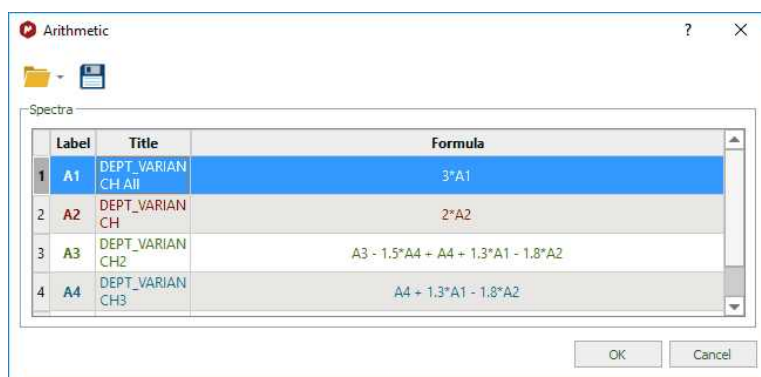 Arithmetic
?
Spectra
Label Title Formula
1 A1 DEPT_VARIAN 3*A1
CH All
2 A2 DEPT_VARIAN 2*A2
CH
3 A3 DEPT_VARIAN A3 - 1.5*A4 + A4 + 1.3*A1 - 1.8*A2
CH2
4 A4 DEPT_VARIAN A4 + 1.3*A1 - 1.8*A2
CH3
OK Cancel